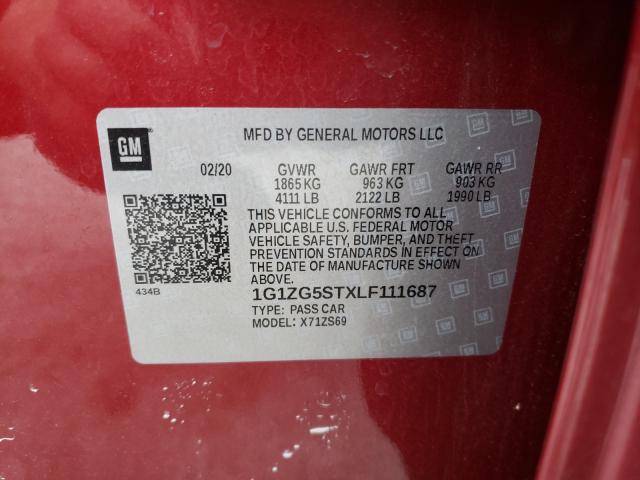 GM
MFD BY GENERAL MOTORS LLC
02/20 GVWR GAWR FRT GAWR RR
1865 KG 963 KG 903 KG
4111 LB 2122 LB 1990 LB
THIS VEHICLE CONFORMS TO ALL
APPLICABLE U.S. FEDERAL MOTOR
VEHICLE SAFETY, BUMPER, AND THEFT
PREVENTION STANDARDS IN EFFECT
ON THE DATE OF MANUFACTURE SHOWN
ABOVE.
434B
1G1ZG5STXLF111687
TYPE: PASS CAR
MODEL: X71ZS69